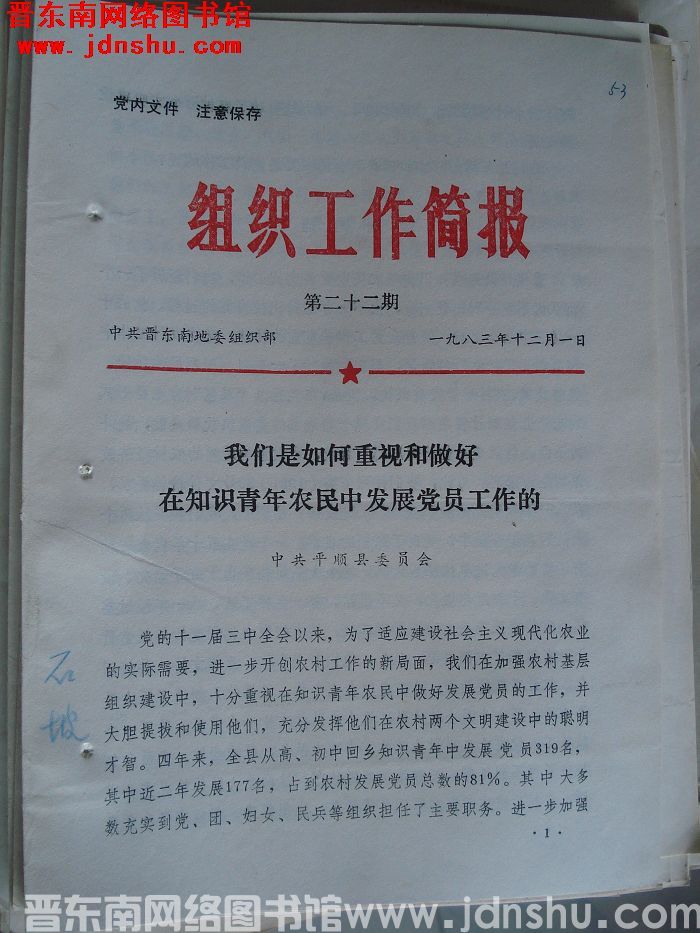 晋东南网络图书馆
www.jdnshu.com
53
党内文件 注意保存
组织工作简报
第二十二期
中共晋东南地委组织部 一九八三年十二月一日
我们是如何重视和做好
在知识青年农民中发展党员工作的
中共平顺县委员会
党的十一届三中全会以来，为了适应建设社会主义现代化农业
的实际需要，进一步开创农村工作的新局面，我们在加强农村基层
组织建设中，十分重视在知识青年农民中做好发展党员的工作，并
大胆提拔和使用他们，充分发挥他们在农村两个文明建设中的聪明
才智。四年来，全县从高、初中回乡知识青年中发展党员319名，
其中近二年发展177名，占到农村发展党员总数的81%。其中大多
数充实到党、团、妇女、民兵等组织担任了主要职务。进一步加强
·1·
石坡
晋东南网络图书馆 www.jdnshu.com